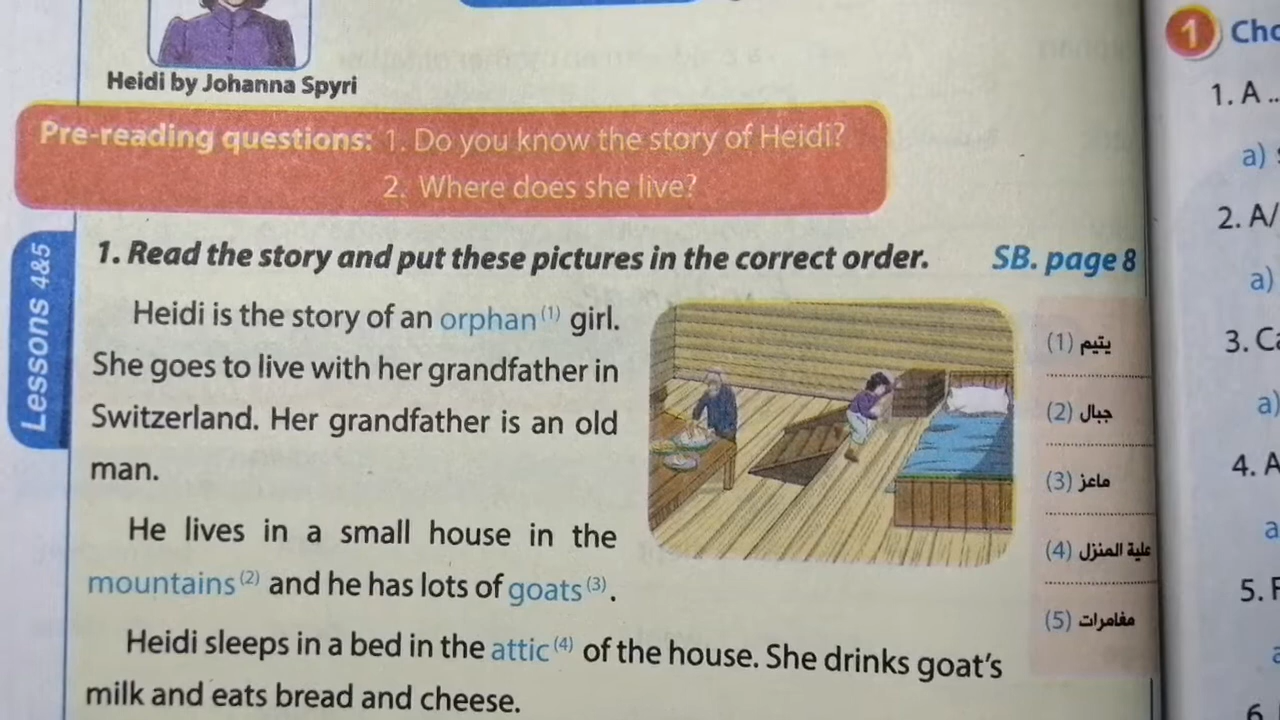 Heidi by Johanna Spyri
Pre-reading questions: 1. Do you know the story of Heidi?
2. Where does she live?
Lessons 4&5
1. Read the story and put these pictures in the correct order. SB. page 8
Heidi is the story of an orphan (1) girl.
She goes to live with her grandfather in
Switzerland. Her grandfather is an old
man.
He lives in a small house in the
mountains (2) and he has lots of goats (3).
Heidi sleeps in a bed in the attic (4) of the house. She drinks goat's
milk and eats bread and cheese.
(1) يتيم
(2) جبال
(3) ماعز
(4) علية المنزل
(5) مغامرات
1
1. A ..
a)
2. A/
a)
3.
a)
4. A
a
5.
a
6.